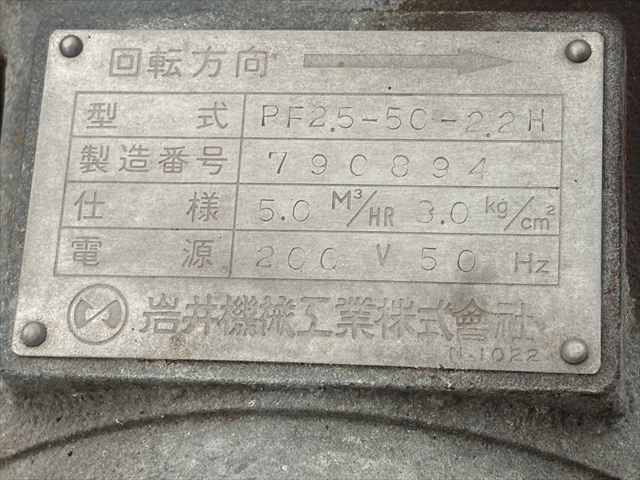 回転方向
型式 PF2.5-50-2.2H
製造番号 790894
仕様 5.0 M³/HR 3.0 kg/cm²
電源 200 V 50 Hz
岩井機械工業株式會社
N-1022